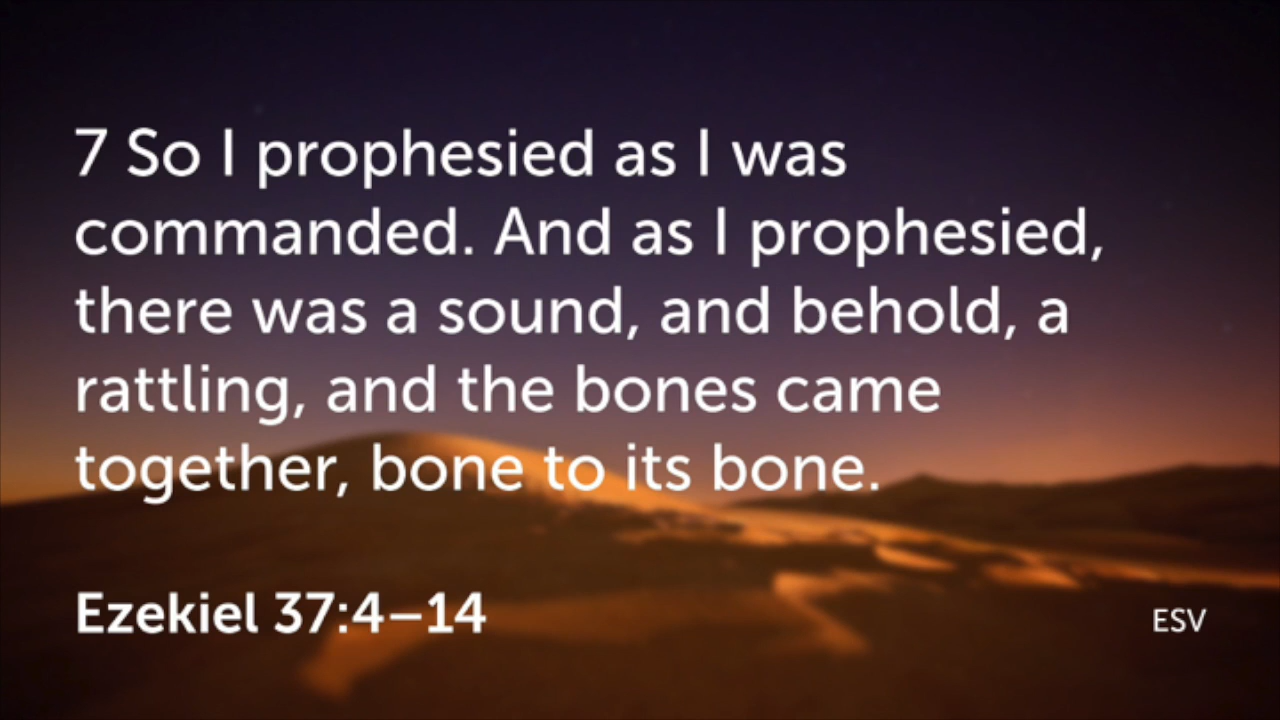 7 So I prophesied as I was
commanded. And as I prophesied,
there was a sound, and behold, a
rattling, and the bones came
together, bone to its bone.
Ezekiel 37:4–14
ESV